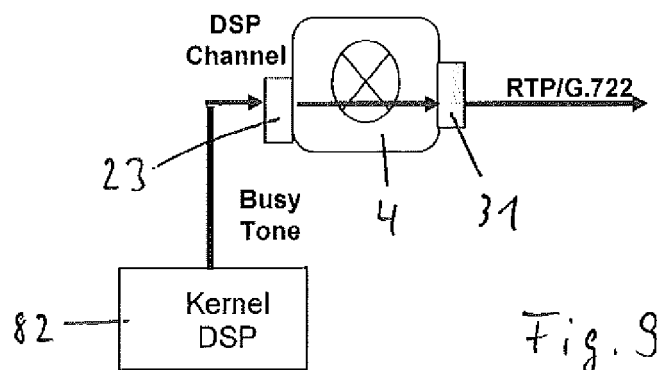 DSP
Channel
RTP/G.722
23
4
31
Busy
Tone
82
Kernel
DSP
Fig. 9